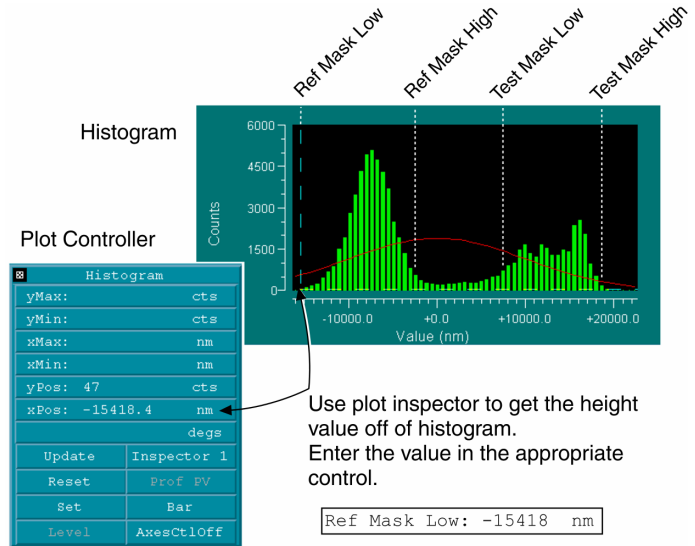 Ref Mask Low
Ref Mask High
Test Mask Low
Test Mask High
Histogram
6000
4500
3000
1500
0
Counts
-10000.0
+0.0
+10000.0
+20000.0
Value (nm)
Plot Controller
Histogram
yMax: cts
yMin: cts
xMax: nm
xMin: nm
yPos: 47 cts
xPos: -15418.4 nm
degs
Update Inspector 1
Reset Prof PV
Set Bar
Level AxesCtlOff
Use plot inspector to get the height
value off of histogram.
Enter the value in the appropriate
control.
Ref Mask Low: -15418 nm